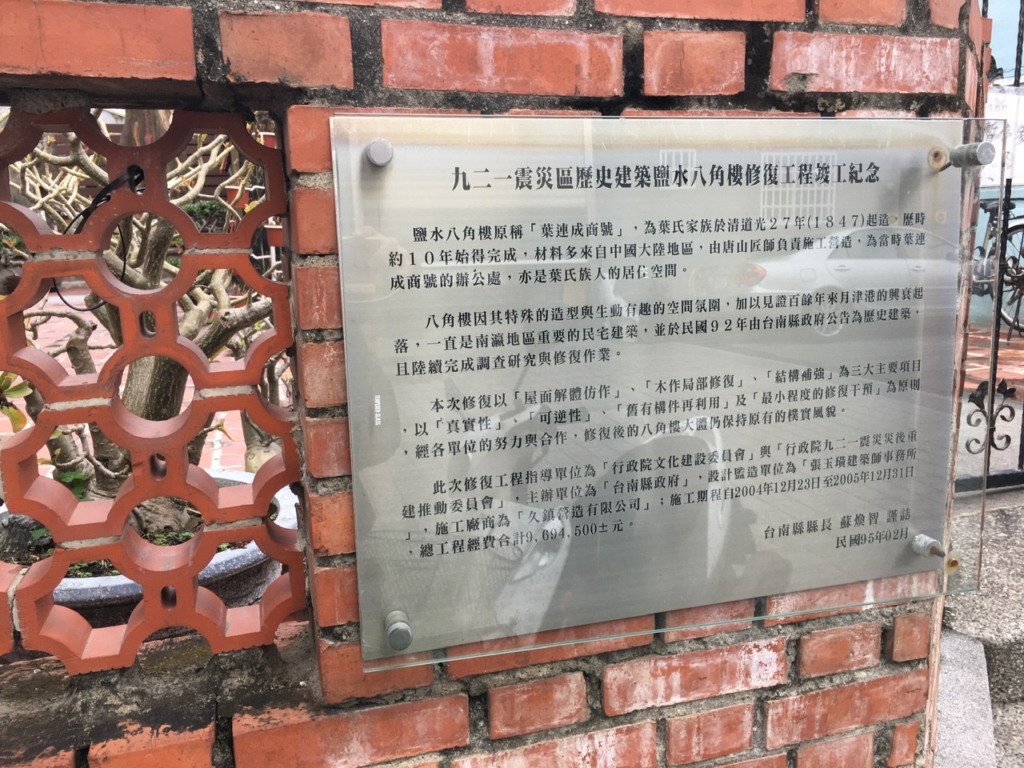 九二一震災區歷史建築鹽水八角樓修復工程竣工紀念
鹽水八角樓原稱「葉連成商號」，為葉氏家族於清道光27年(1847)起造，歷時
約10年始得完成，材料多來自中國大陸地區，由唐山匠師負責施工營造，為當時葉連
成商號的辦公處，亦是葉氏族人的居住空間。
八角樓因其特殊的造型與生動有趣的空間氛圍，加以見證百餘年來月津港的興衰起
落，一直是南瀛地區重要的民宅建築，並於民國92年由台南縣政府公告為歷史建築，
且陸續完成調查研究與修復作業。
本次修復以「屋面解體仿作」、「木作局部修復」、「結構補強」為三大主要項目
，以「真實性」、「可逆性」、「舊有構件再利用」及「最小程度的修復干預」為原則
，經各單位的努力與合作，修復後的八角樓大體仍保持原有的樸實風貌。
此次修復工程指導單位為「行政院文化建設委員會」與「行政院九二一震災災後重
建推動委員會」、主辦單位為「台南縣政府」，設計監造單位為「張玉璜建築師事務所
」，施工廠商為「久鎮營造有限公司」；施工期程自2004年12月23日至2005年12月31日
，總工程經費合計9,694,500±元。
台南縣縣長 蘇煥智 謹誌
民國95年02月
TEMPERED GLASS